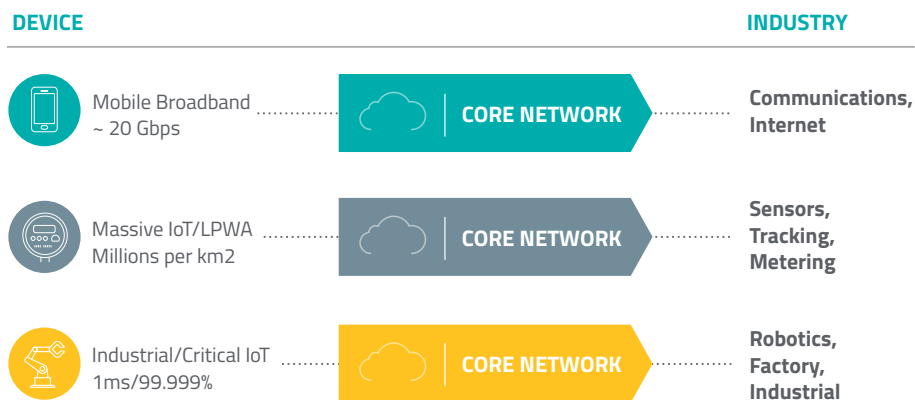 DEVICE
INDUSTRY
Mobile Broadband
~ 20 Gbps
CORE NETWORK
Communications,
Internet
Massive IoT/LPWA
Millions per km2
CORE NETWORK
Sensors,
Tracking,
Metering
Industrial/Critical IoT
1ms/99.999%
CORE NETWORK
Robotics,
Factory,
Industrial